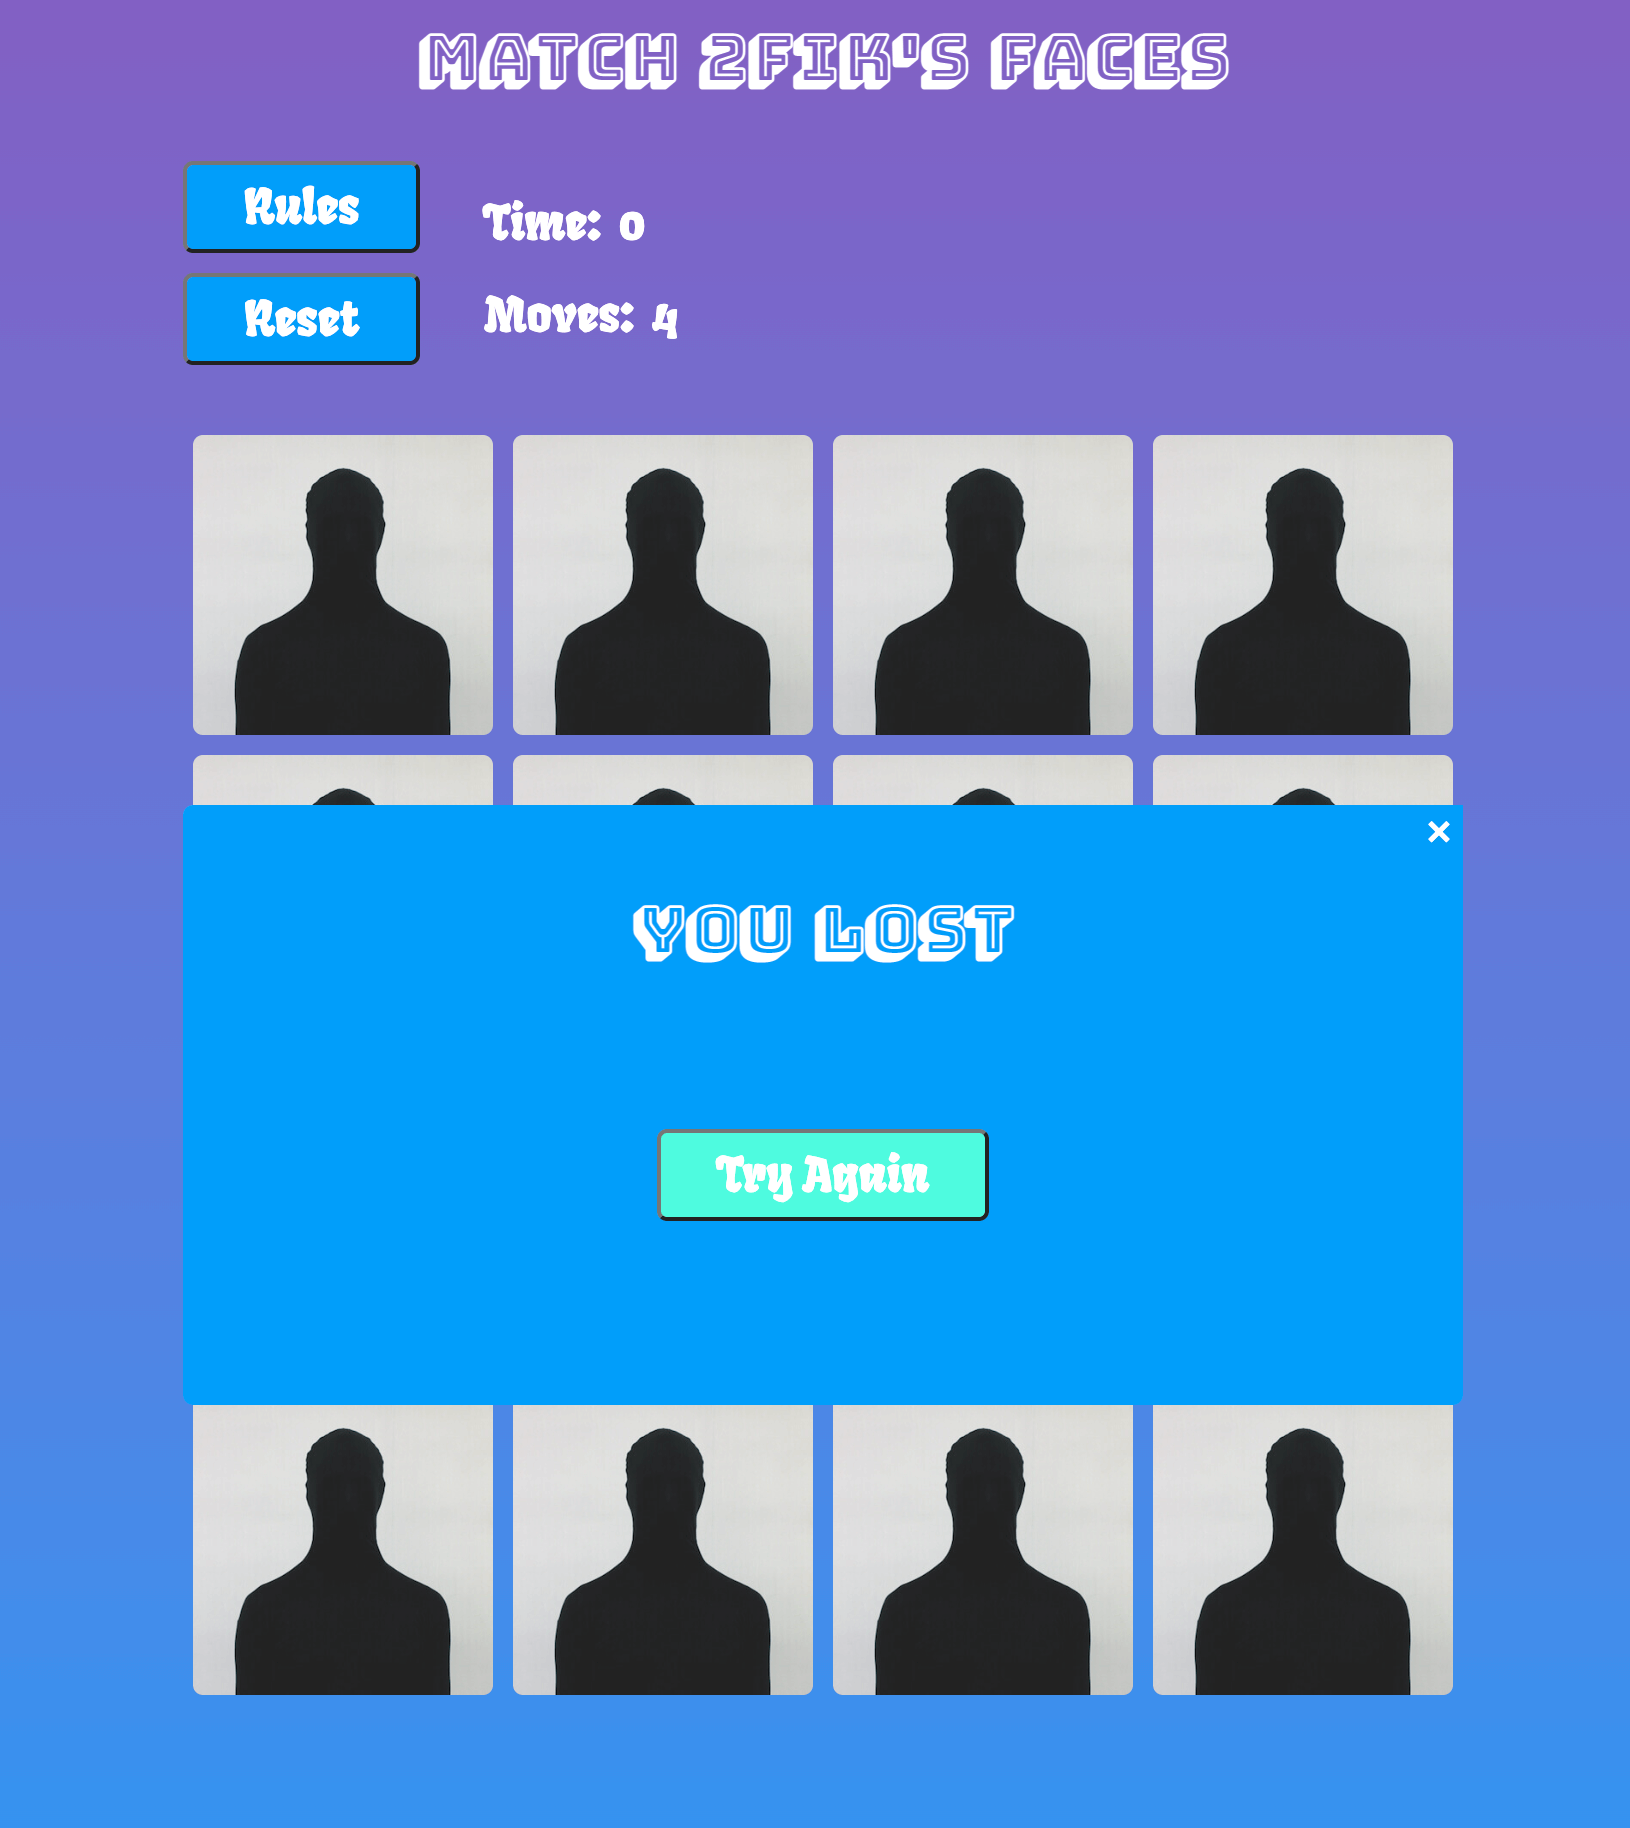 MATCH 2FIK'S FACES
Rules
Time: 0
Reset
Moves: 4
×
YOU LOST
Try Again